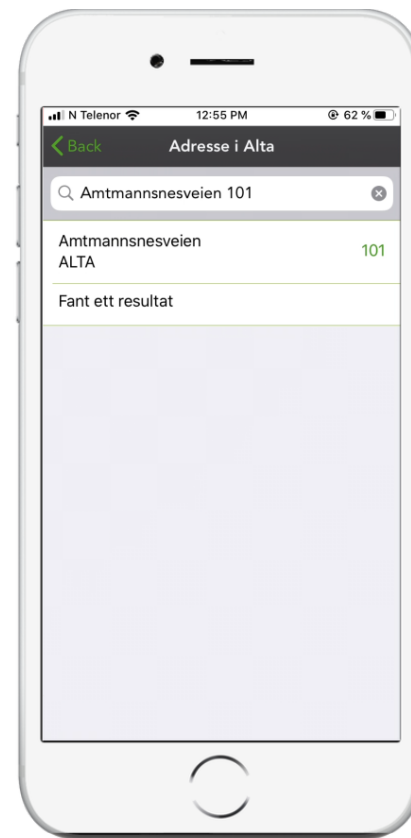 N Telenor 12:55 PM 62 %
Back Adresse i Alta
Amtmannsnesveien 101
Amtmannsnesveien
ALTA
101
Fant ett resultat